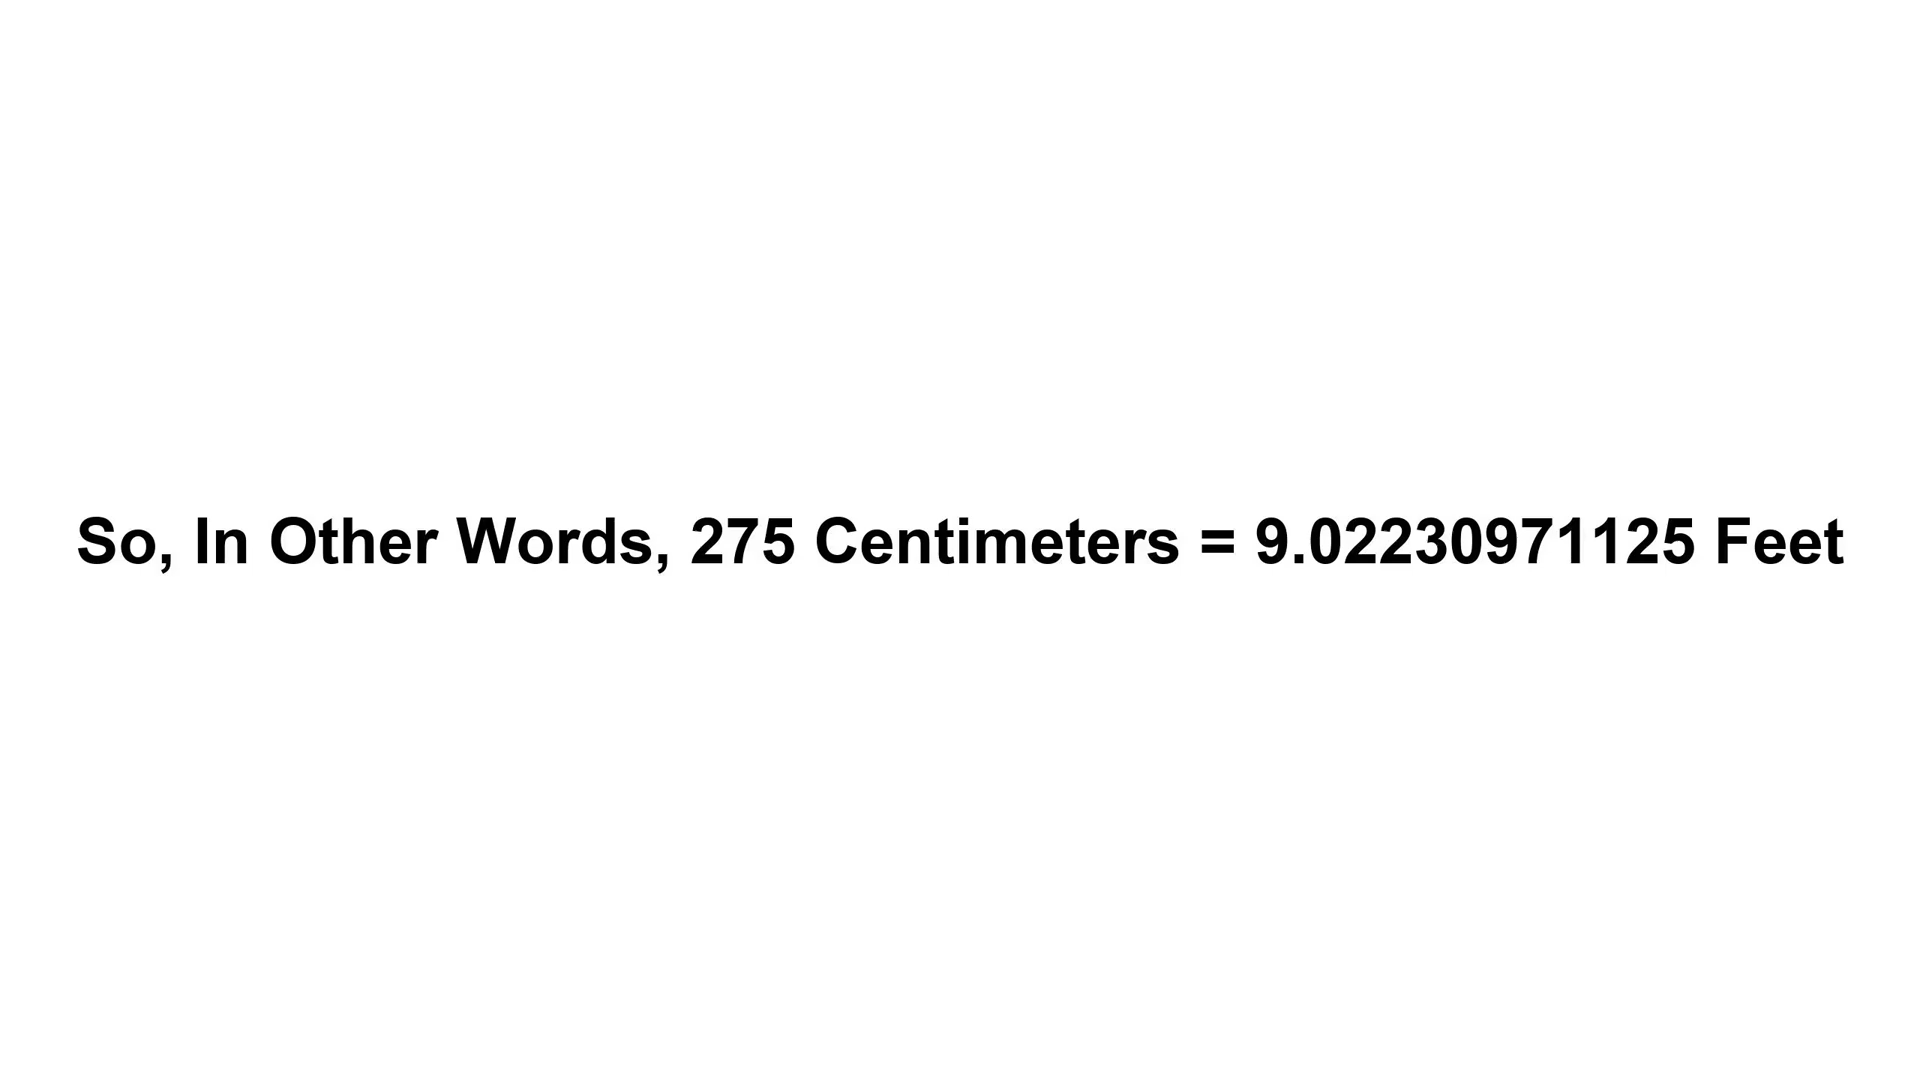 So, In Other Words, 275 Centimeters = 9.02230971125 Feet